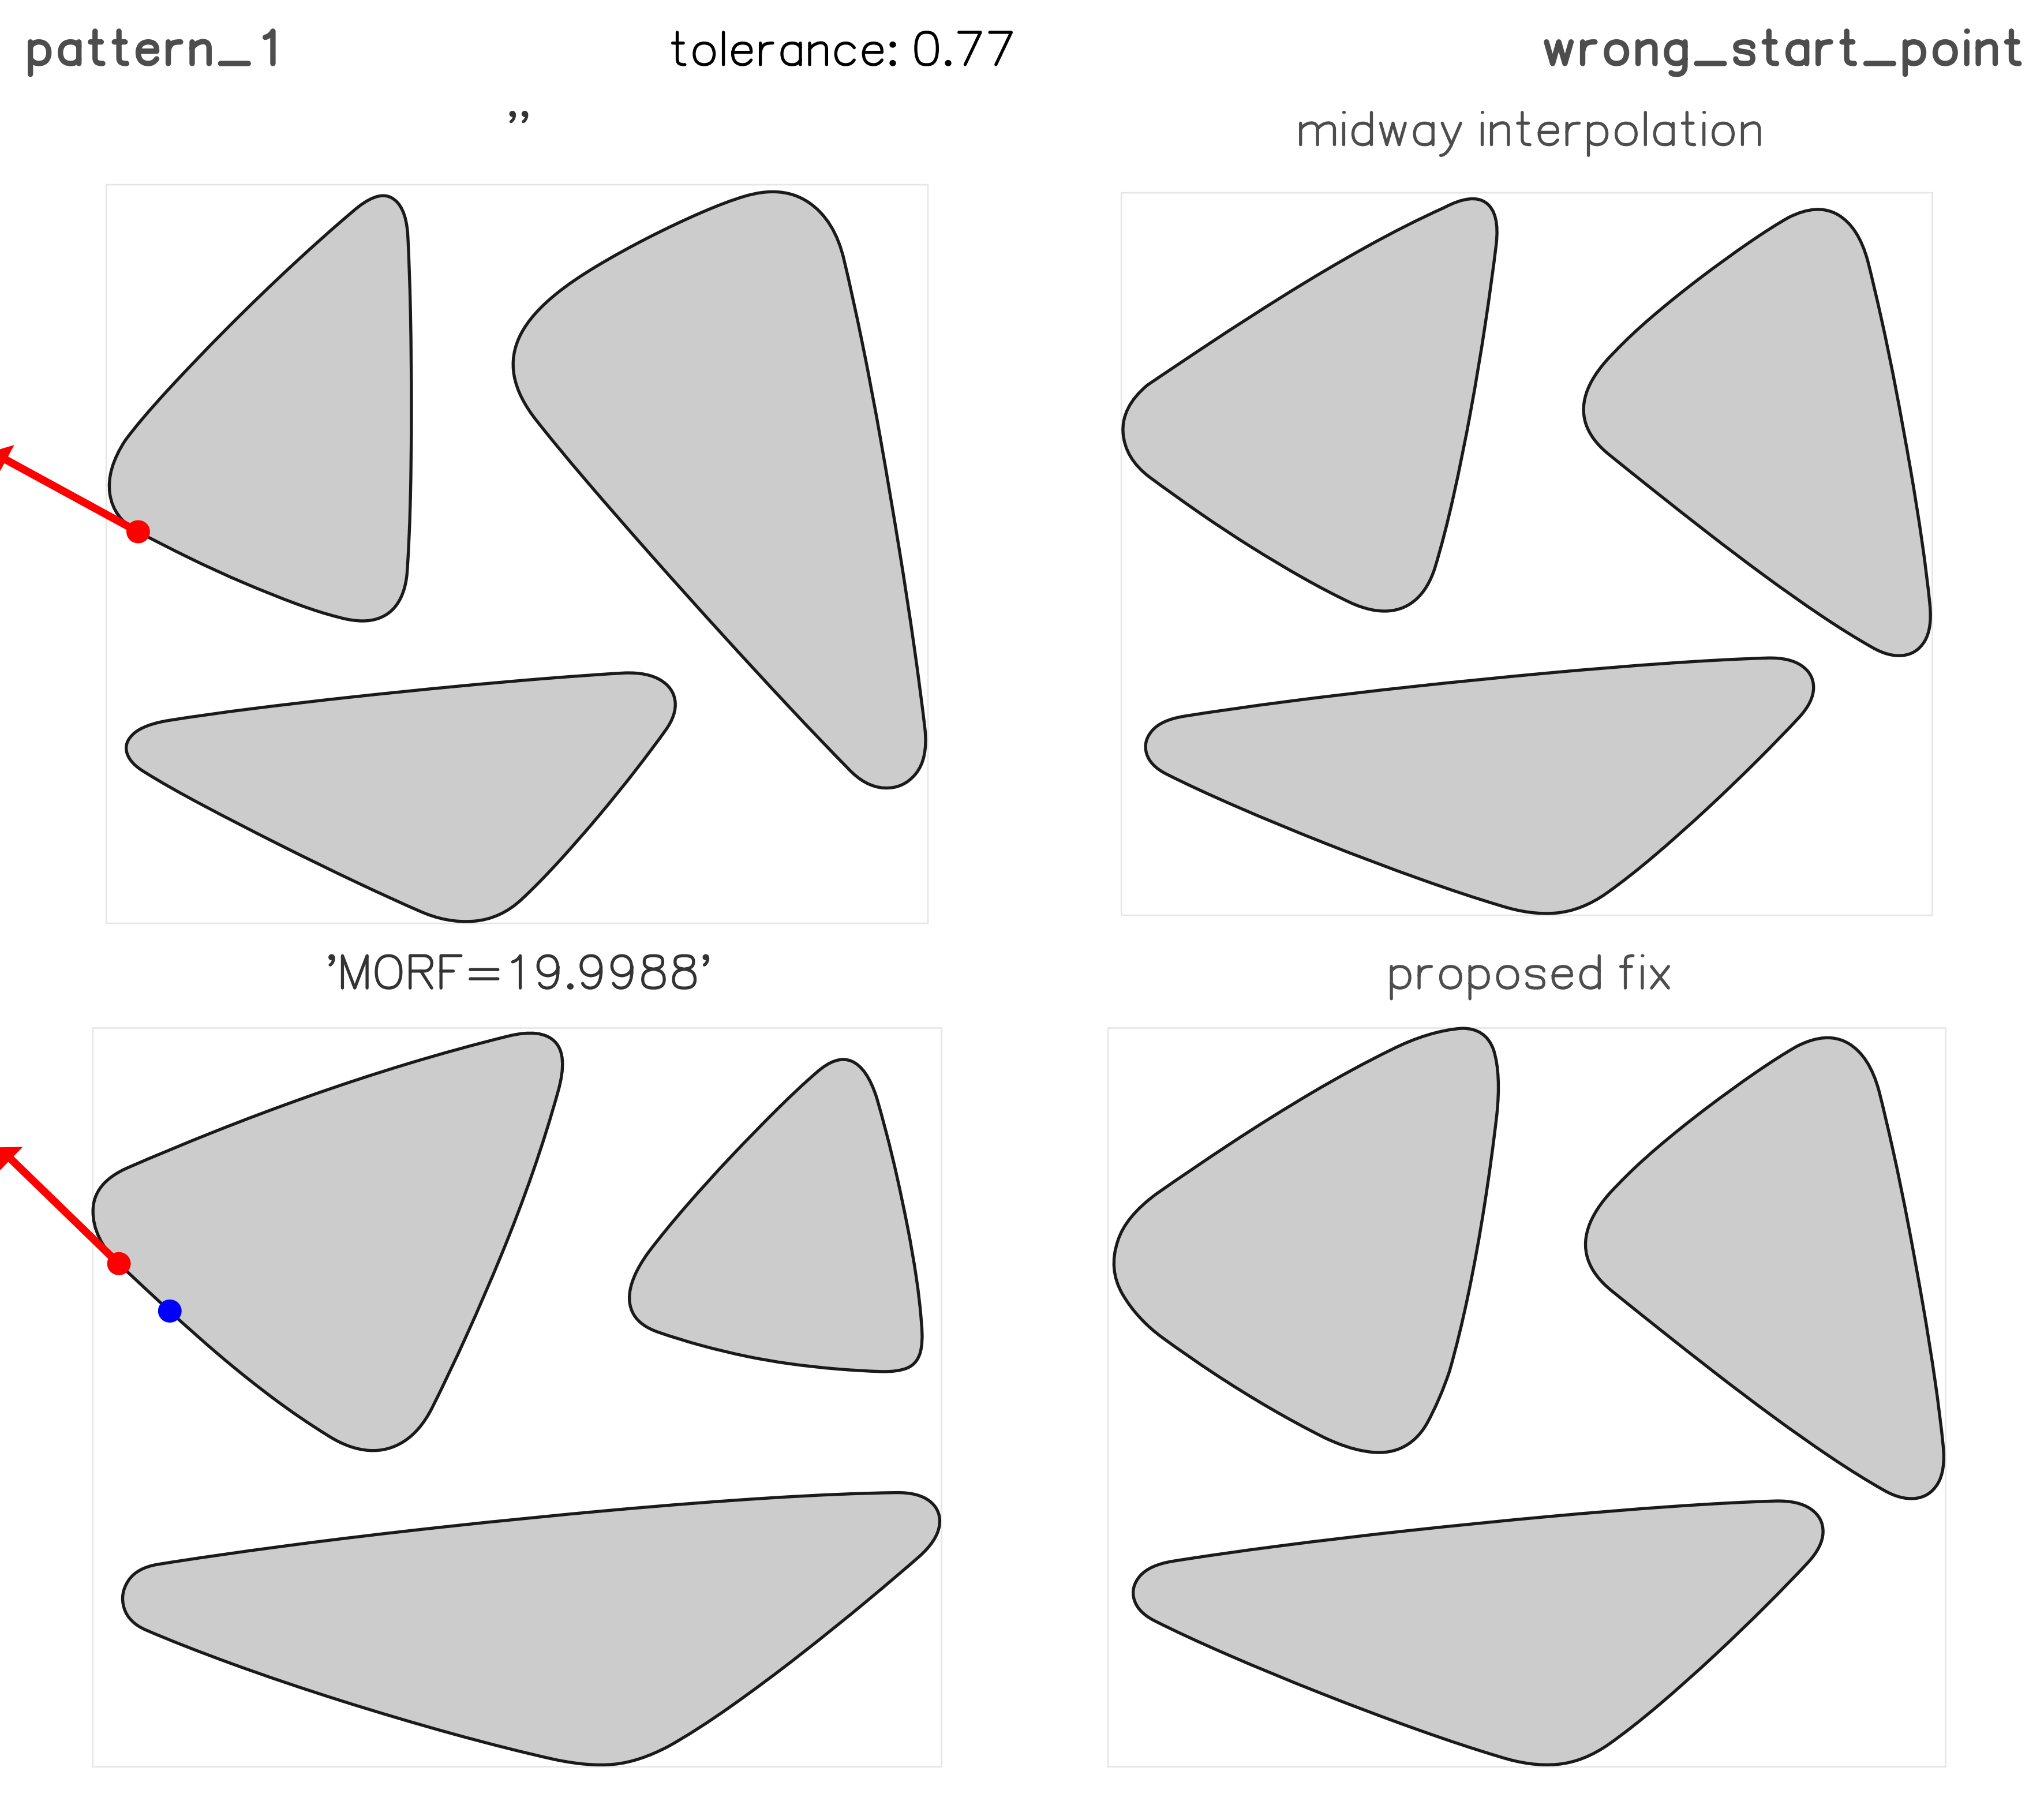 pattern_1
tolerance: 0.77
wrong_start_point
’’
midway interpolation
’MORF=19.9988’
proposed fix